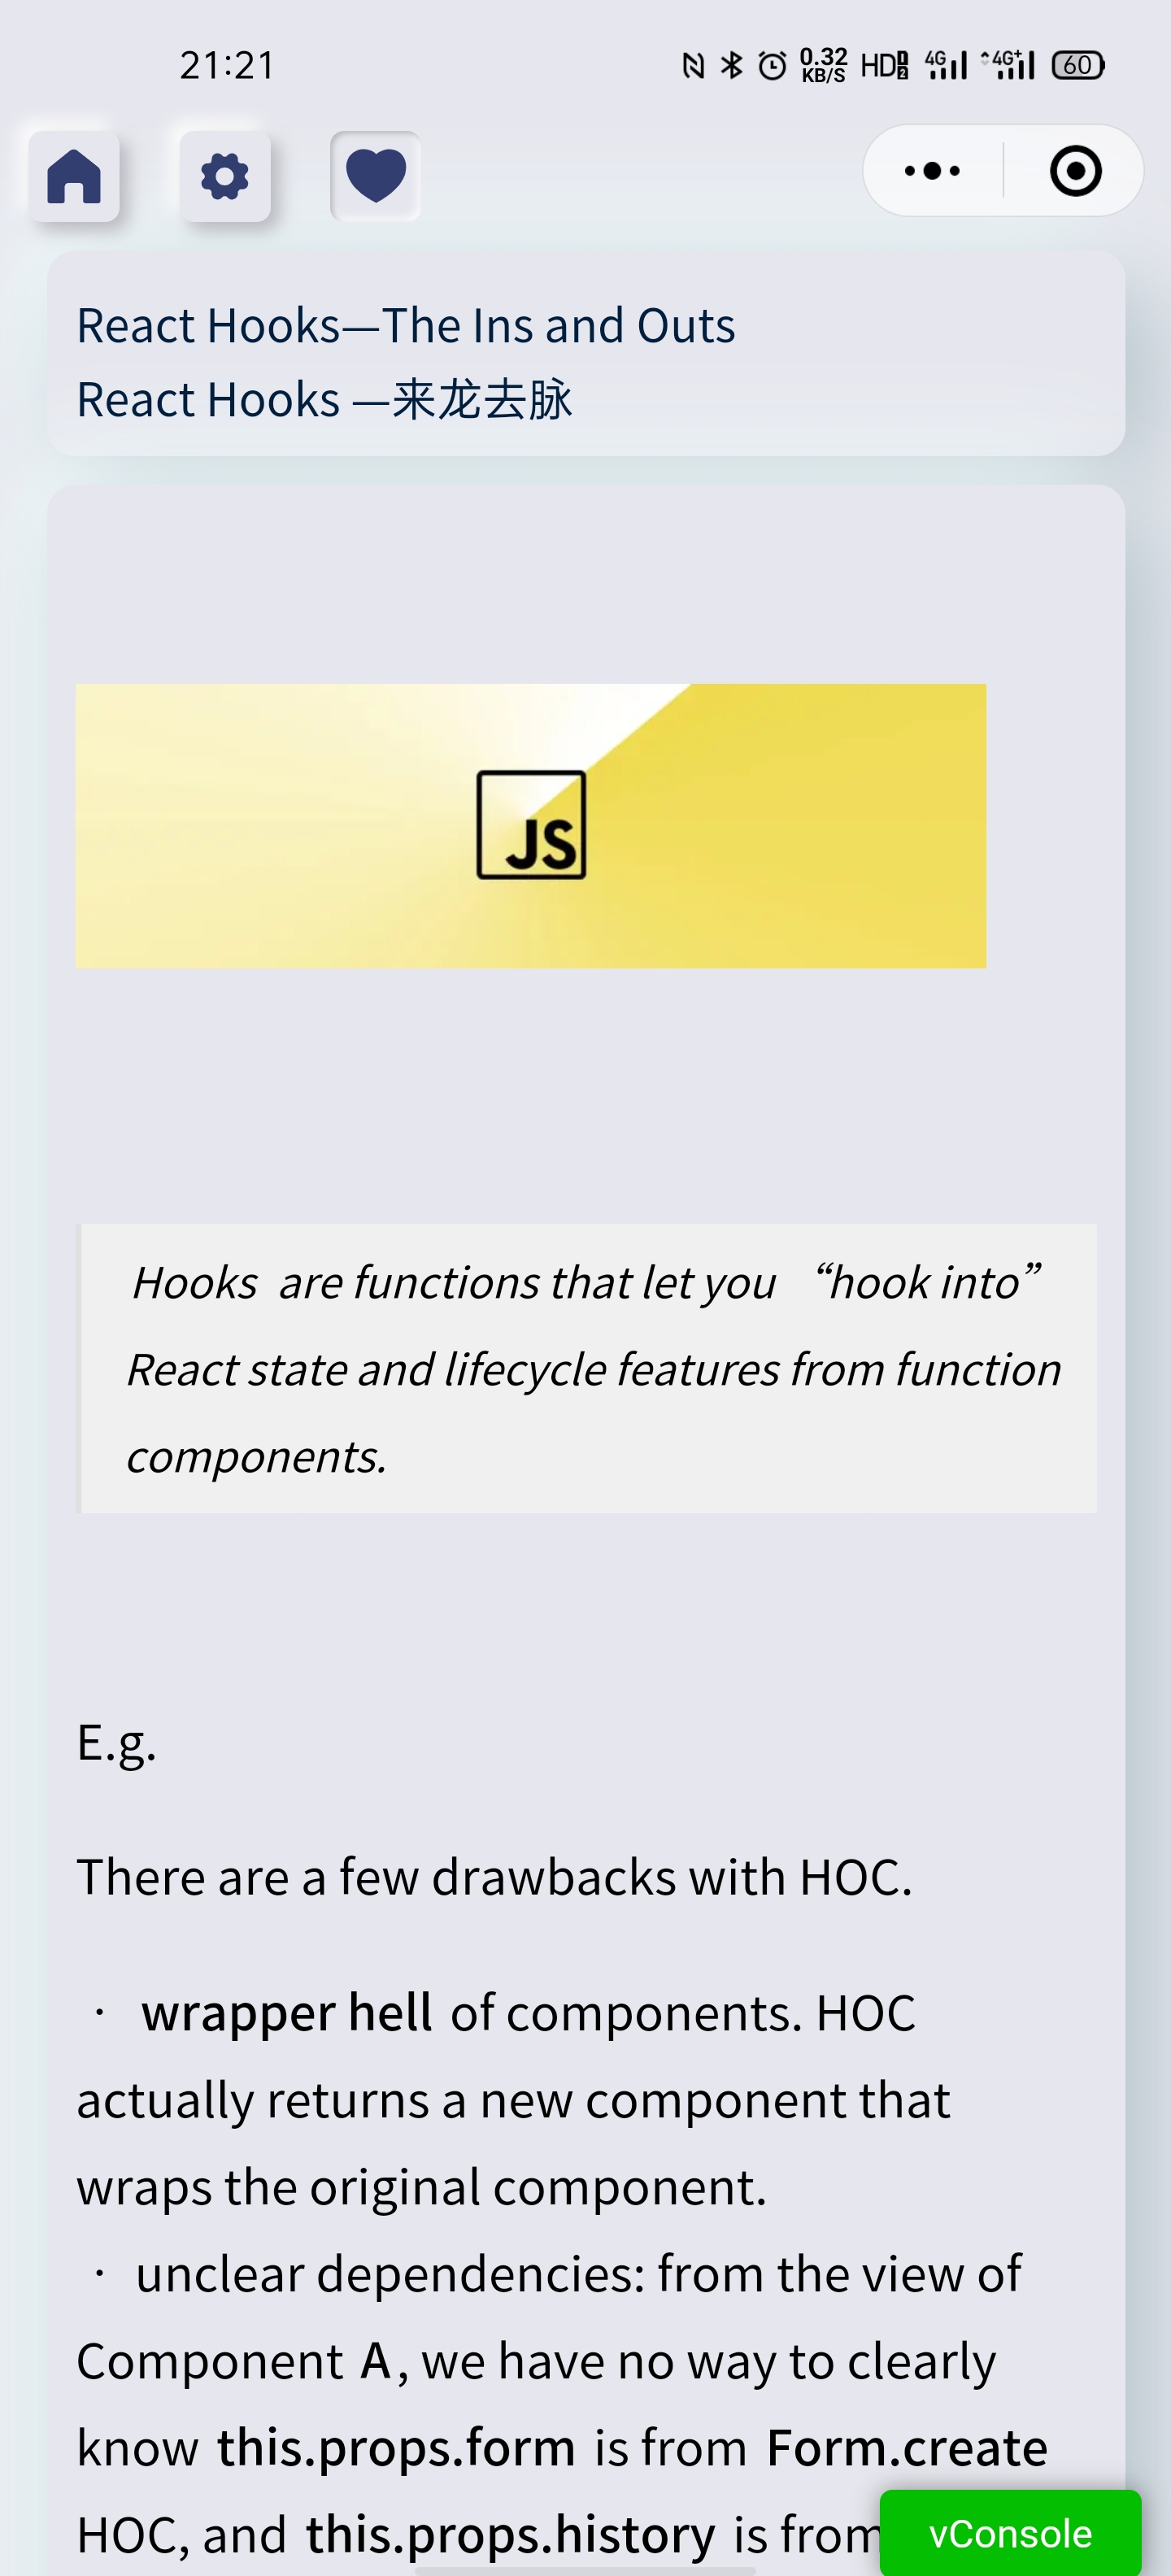 21:21
0.32
KB/S
HD 1 2
4G
4G+
60
React Hooks—The Ins and Outs
React Hooks —来龙去脉
JS
Hooks are functions that let you “hook into”
React state and lifecycle features from function
components.
E.g.
There are a few drawbacks with HOC.
· wrapper hell of components. HOC
actually returns a new component that
wraps the original component.
· unclear dependencies: from the view of
Component A, we have no way to clearly
know this.props.form is from Form.create
HOC, and this.props.history is from
vConsole